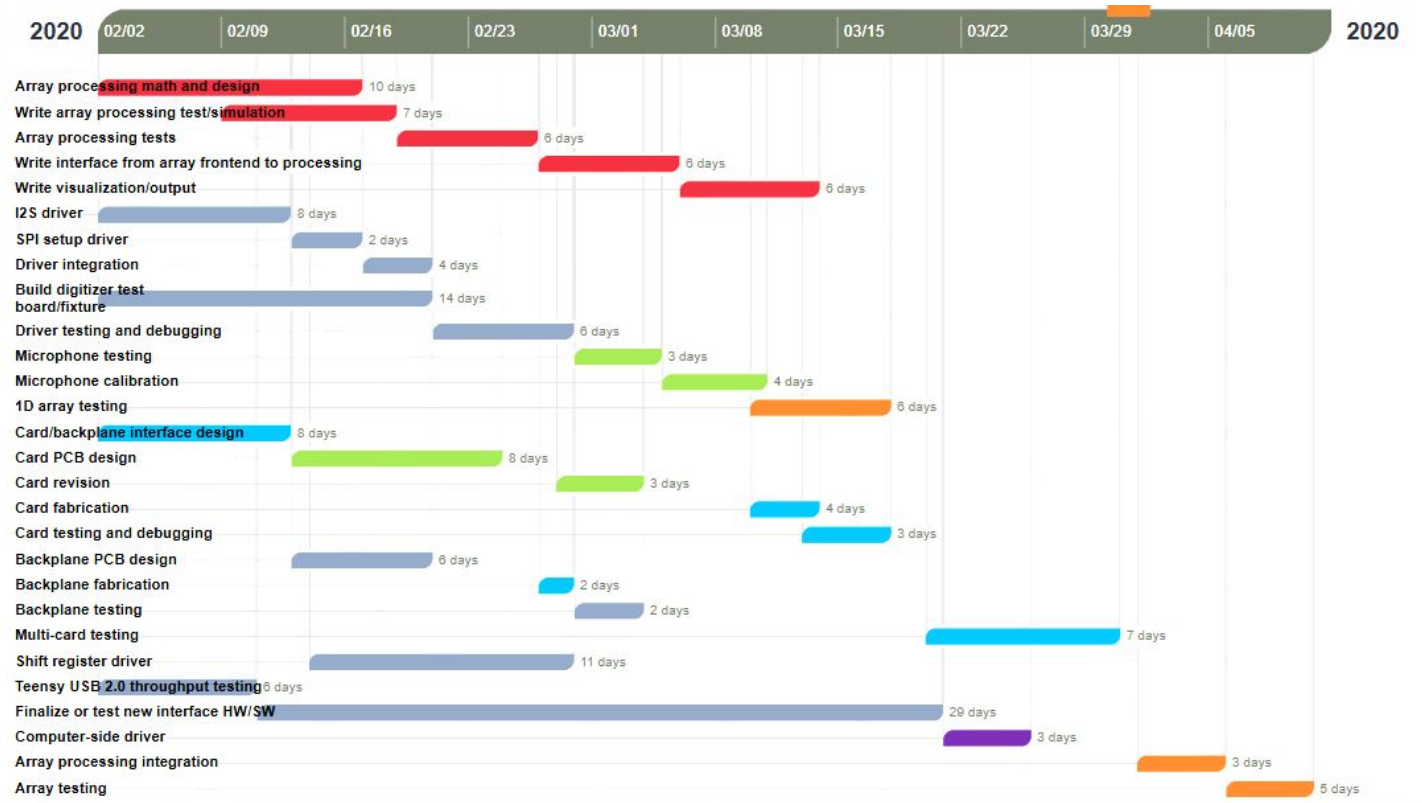 2020 02/02 02/09 02/16 02/23 03/01 03/08 03/15 03/22 03/29 04/05 2020
Array processing math and design 10 days
Write array processing test/simulation 7 days
Array processing tests 6 days
Write interface from array frontend to processing 6 days
Write visualization/output 6 days
I2S driver 8 days
SPI setup driver 2 days
Driver integration 4 days
Build digitizer test
board/fixture 14 days
Driver testing and debugging 6 days
Microphone testing 3 days
Microphone calibration 4 days
1D array testing 6 days
Card/backplane interface design 8 days
Card PCB design 8 days
Card revision 3 days
Card fabrication 4 days
Card testing and debugging 3 days
Backplane PCB design 6 days
Backplane fabrication 2 days
Backplane testing 2 days
Multi-card testing 7 days
Shift register driver 11 days
Teensy USB 2.0 throughput testing 6 days
Finalize or test new interface HW/SW 29 days
Computer-side driver 3 days
Array processing integration 3 days
Array testing 5 days